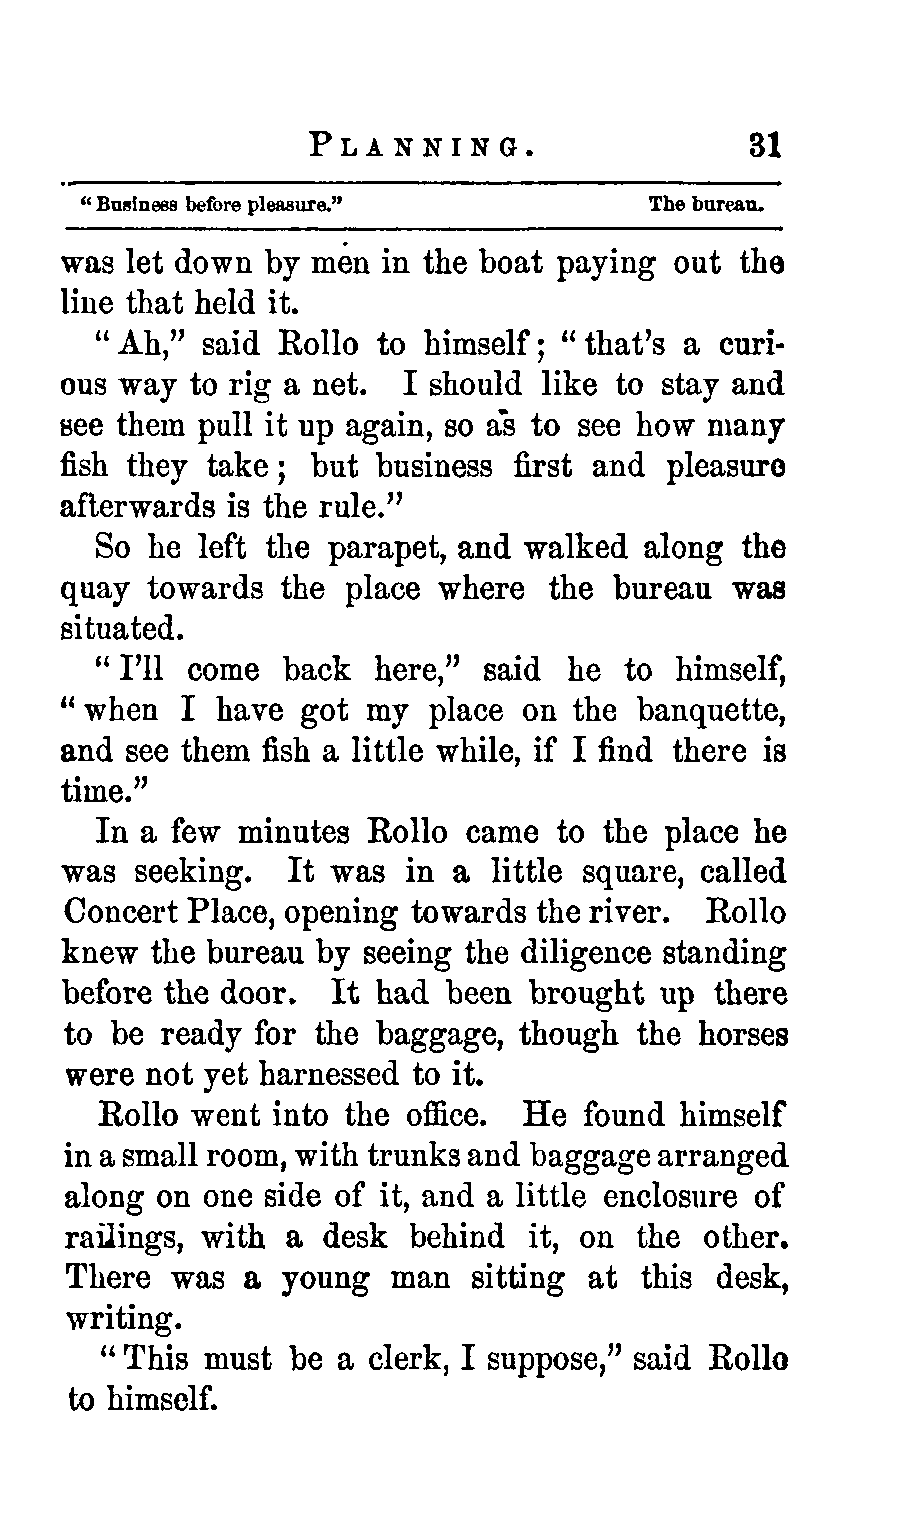 PLANNING. 31
“Business before pleasure.” The bureau.
was let down by men in the boat paying out the
line that held it.
“Ah,” said Rollo to himself; “that’s a curi-
ous way to rig a net. I should like to stay and
see them pull it up again, so as to see how many
fish they take; but business first and pleasure
afterwards is the rule.”
So he left the parapet, and walked along the
quay towards the place where the bureau was
situated.
“I’ll come back here,” said he to himself,
“when I have got my place on the banquette,
and see them fish a little while, if I find there is
time.”
In a few minutes Rollo came to the place he
was seeking. It was in a little square, called
Concert Place, opening towards the river. Rollo
knew the bureau by seeing the diligence standing
before the door. It had been brought up there
to be ready for the baggage, though the horses
were not yet harnessed to it.
Rollo went into the office. He found himself
in a small room, with trunks and baggage arranged
along on one side of it, and a little enclosure of
railings, with a desk behind it, on the other.
There was a young man sitting at this desk,
writing.
“This must be a clerk, I suppose,” said Rollo
to himself.